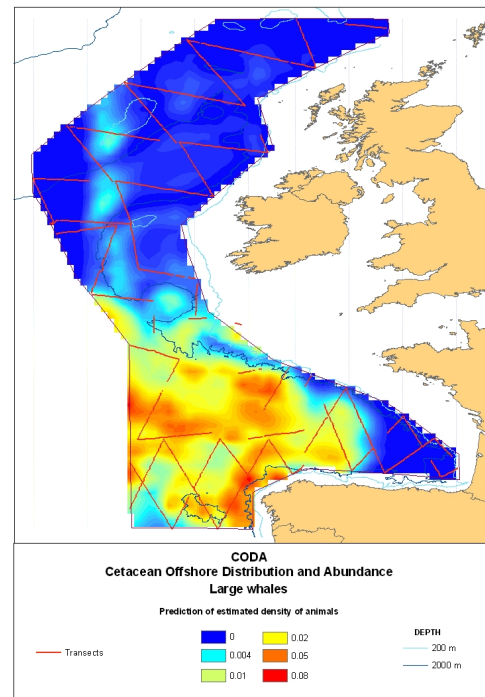 CODA
Cetacean Offshore Distribution and Abundance
Large whales
Prediction of estimated density of animals
Transects
0
0.004
0.01
0.02
0.05
0.08
DEPTH
200 m
2000 m